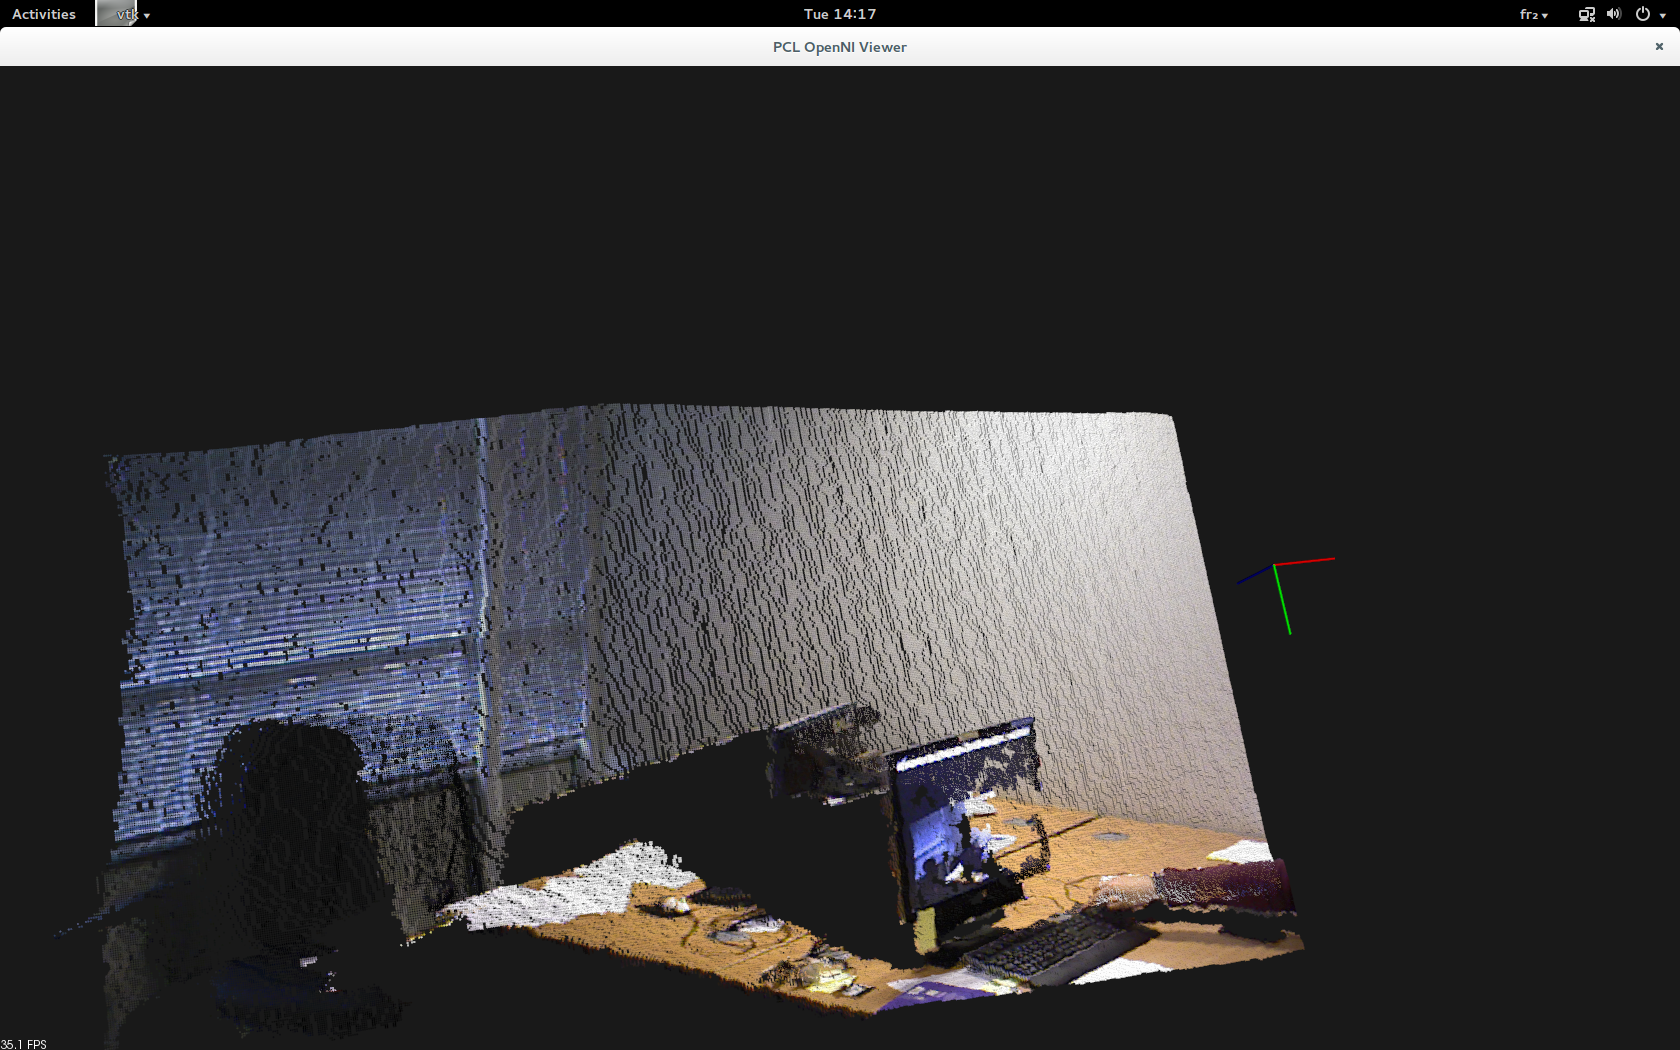 Activities
vtk
Tue 14:17
fr₂
PCL OpenNI Viewer
35.1 FPS